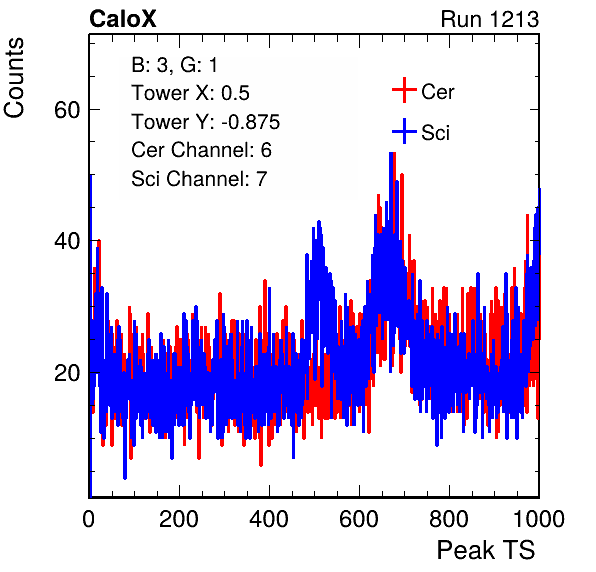 CaloX Run 1213
Counts
B: 3, G: 1
Tower X: 0.5
Tower Y: -0.875
Cer Channel: 6
Sci Channel: 7
Cer
Sci
60
40
20
0 200 400 600 800 1000
Peak TS